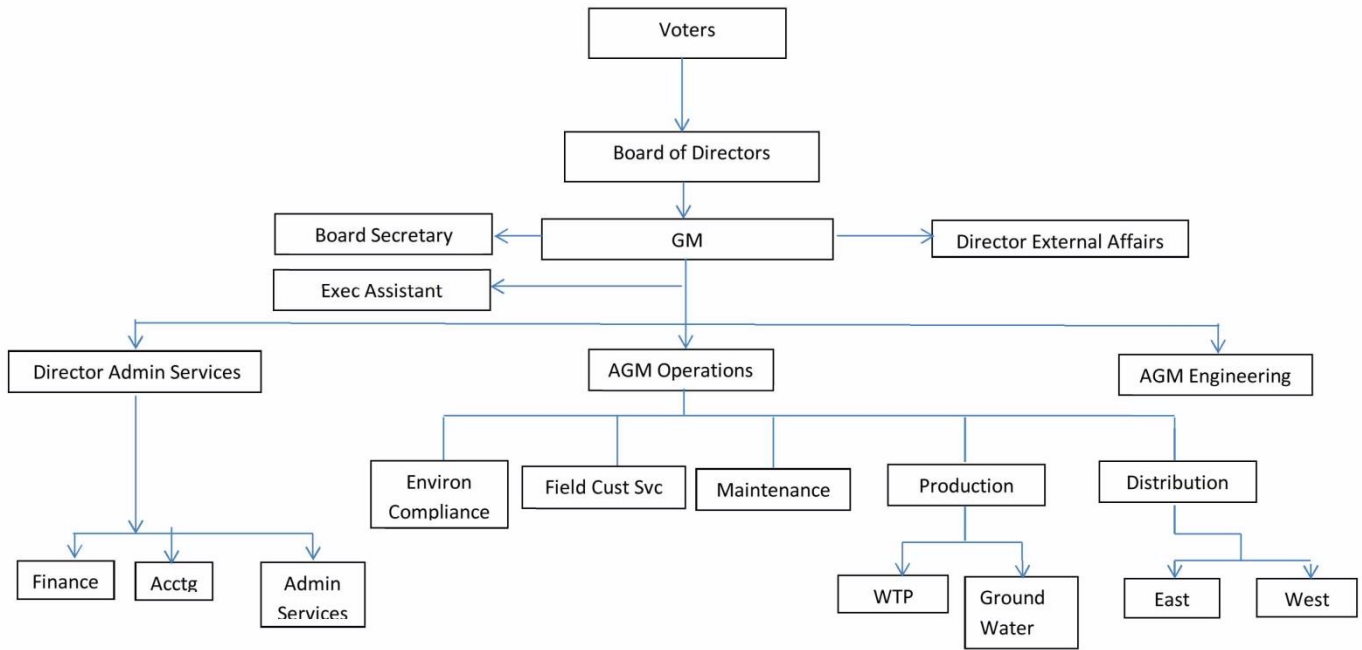 Voters
Board of Directors
Board Secretary
GM
Director External Affairs
Exec Assistant
Director Admin Services
AGM Operations
AGM Engineering
Environ
Compliance
Field Cust Svc
Maintenance
Production
Distribution
Finance
Acctg
Admin
Services
WTP
Ground
Water
East
West